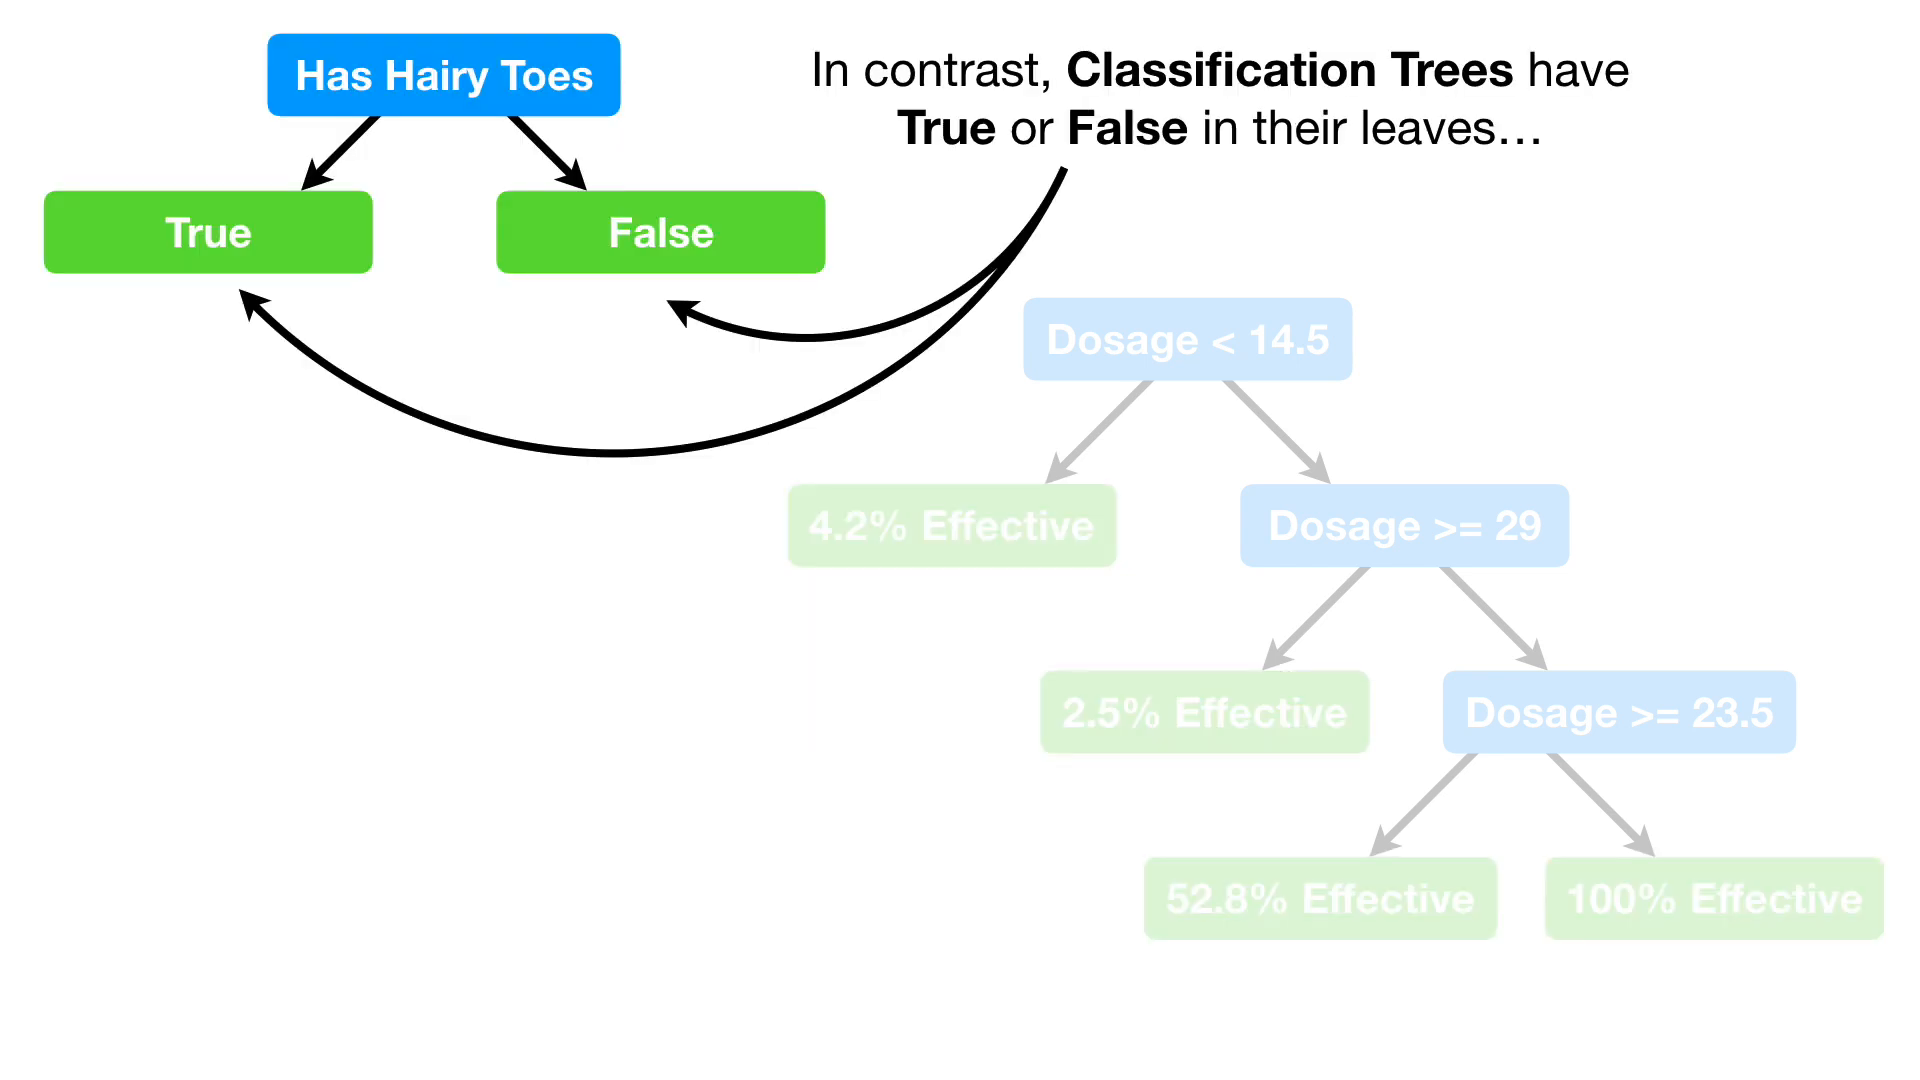 Has Hairy Toes
In contrast, Classification Trees have
True or False in their leaves…
True
False
Dosage < 14.5
4.2% Effective
Dosage >= 29
2.5% Effective
Dosage >= 23.5
52.8% Effective
100% Effective